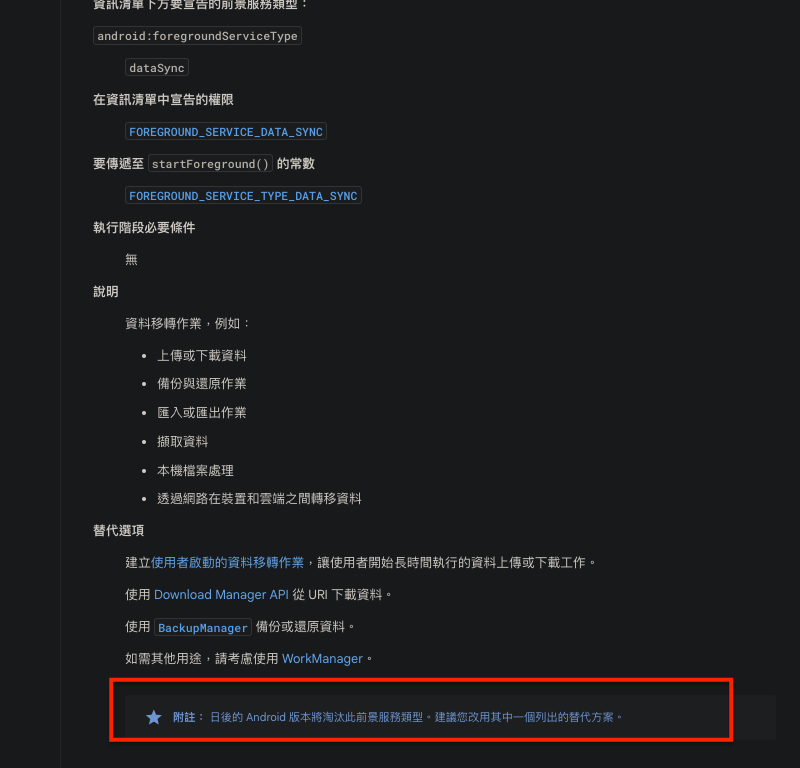 資訊清單下方要宣告的前景服務類型：
android:foregroundServiceType
dataSync
在資訊清單中宣告的權限
FOREGROUND_SERVICE_DATA_SYNC
要傳遞至 startForeground() 的常數
FOREGROUND_SERVICE_TYPE_DATA_SYNC
執行階段必要條件
無
說明
資料移轉作業，例如：
• 上傳或下載資料
• 備份與還原作業
• 匯入或匯出作業
• 擷取資料
• 本機檔案處理
• 透過網路在裝置和雲端之間轉移資料
替代選項
建立使用者啟動的資料移轉作業，讓使用者開始長時間執行的資料上傳或下載工作。
使用 Download Manager API 從 URI 下載資料。
使用 BackupManager 備份或還原資料。
如需其他用途，請考慮使用 WorkManager。
附註： 日後的 Android 版本將淘汰此前景服務類型。建議您改用其中一個列出的替代方案。